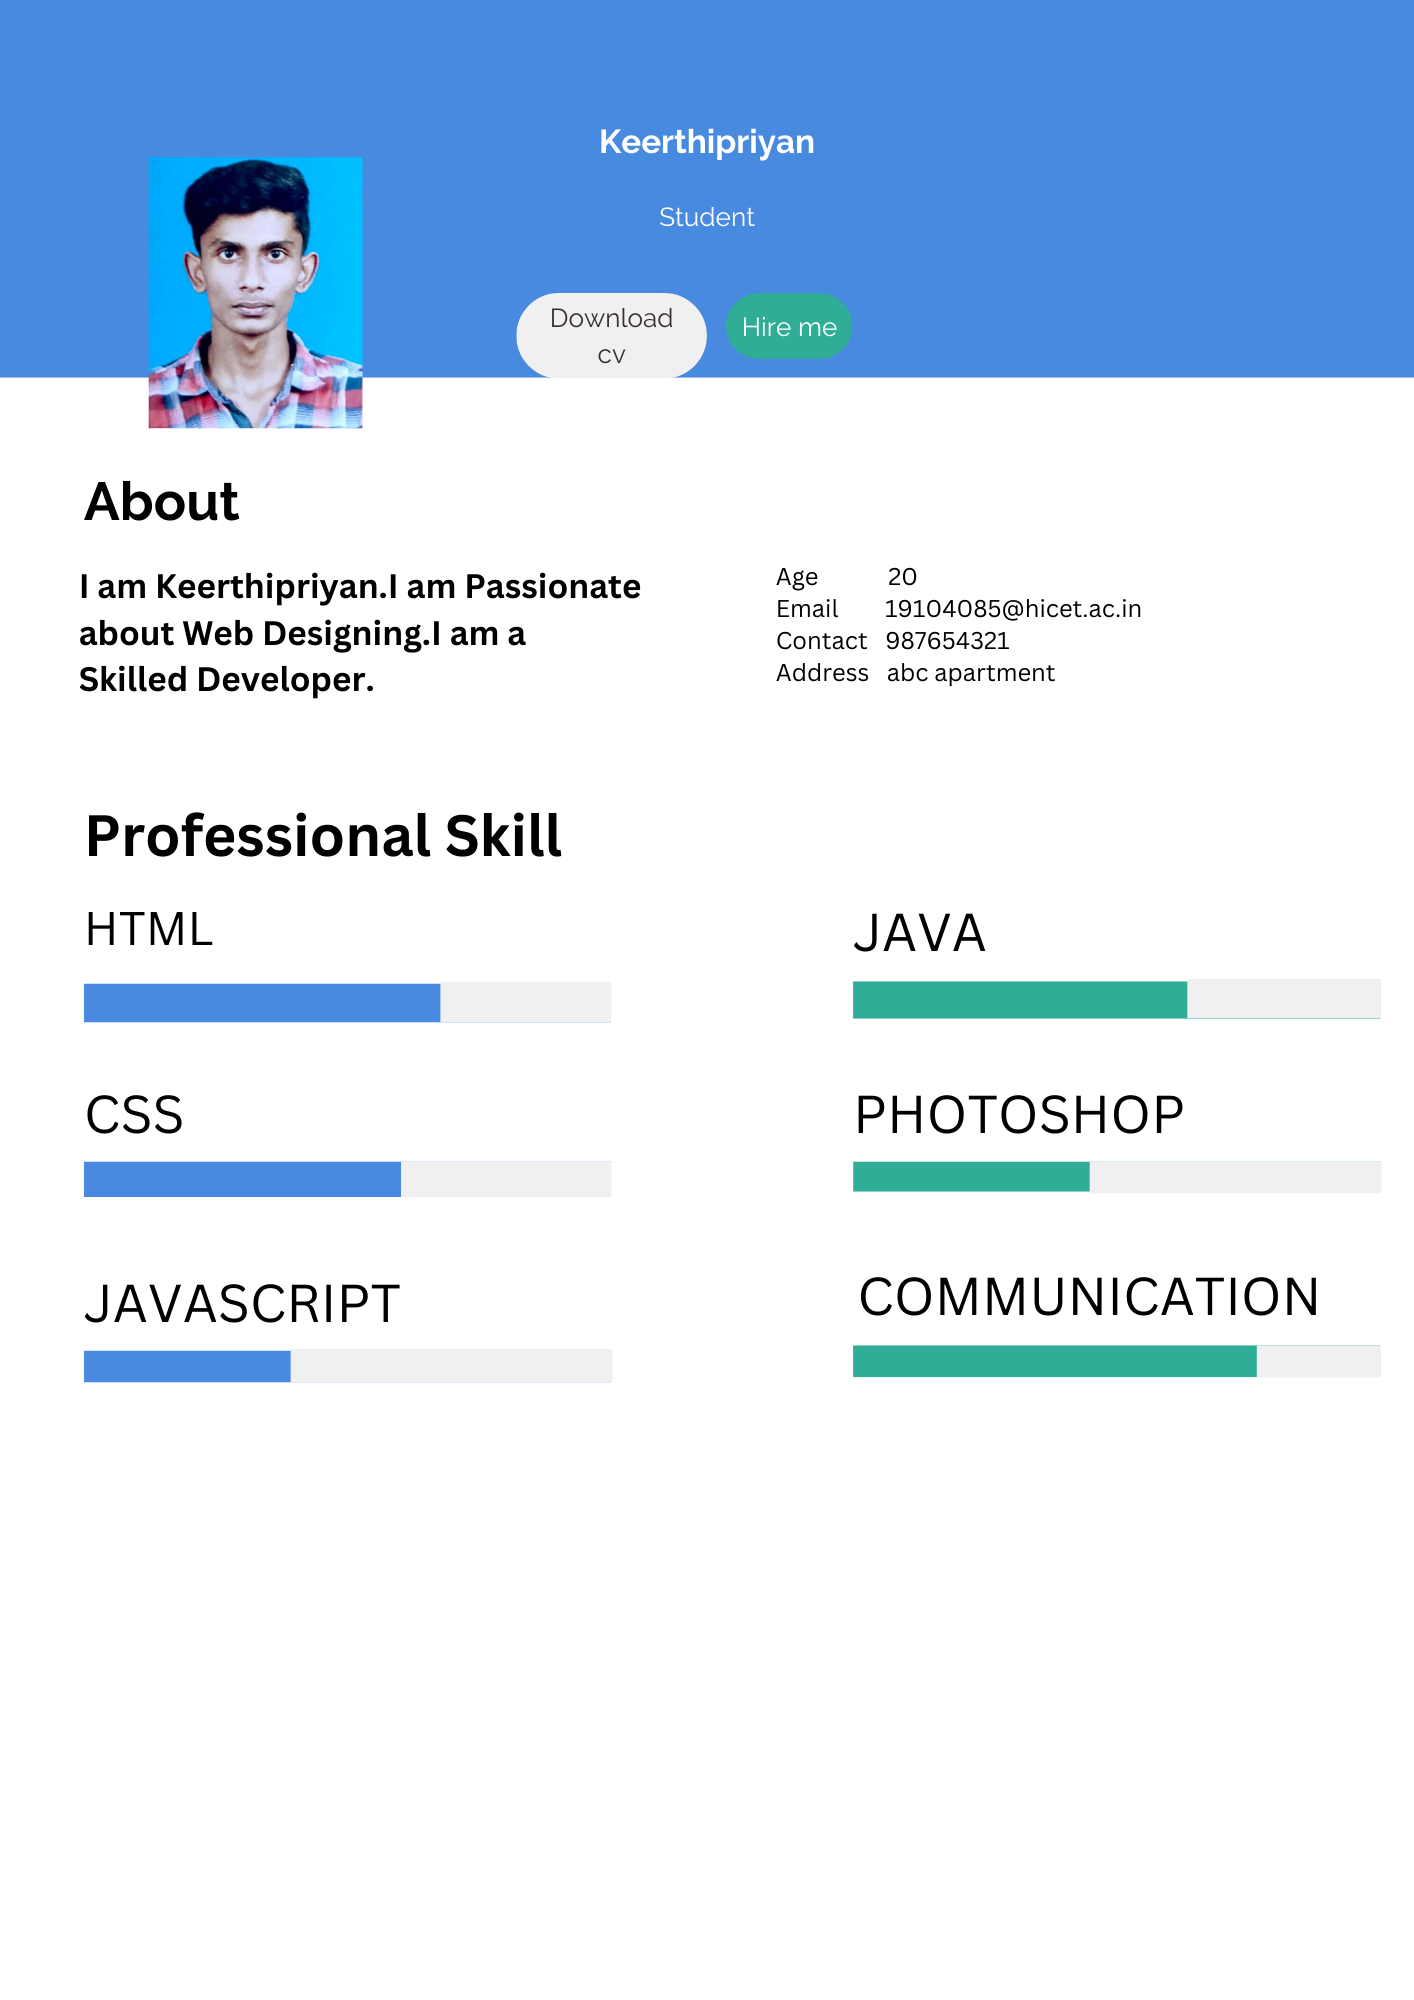 Keerthipriyan
Student
Download
cv
Hire me
About
I am Keerthipriyan.I am Passionate
about Web Designing.I am a
Skilled Developer.
Age 20
Email 19104085@hicet.ac.in
Contact 987654321
Address abc apartment
Professional Skill
HTML
JAVA
CSS
PHOTOSHOP
JAVASCRIPT
COMMUNICATION